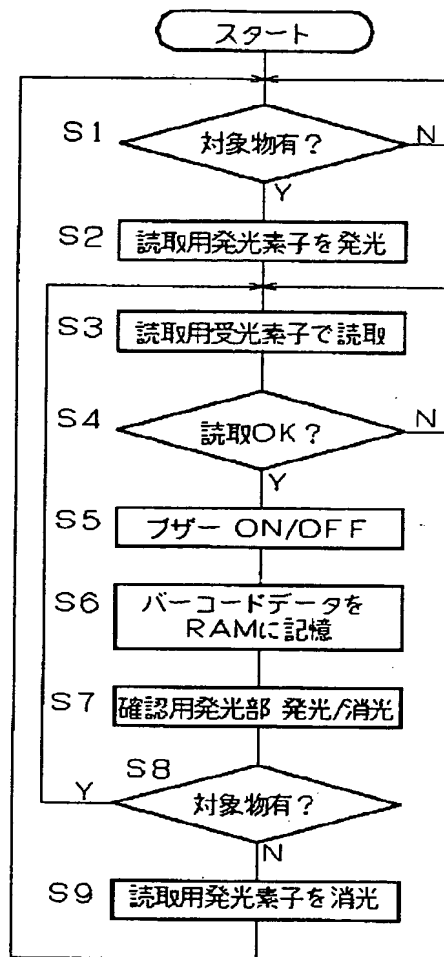 スタート
S1
対象物有?
N
Y
S2
読取用発光素子を発光
S3
読取用受光素子で読取
S4
読取OK?
N
Y
S5
ブザー ON/OFF
S6
バーコードデータを
RAMに記憶
S7
確認用発光部 発光/消光
S8
Y
対象物有?
N
S9
読取用発光素子を消光